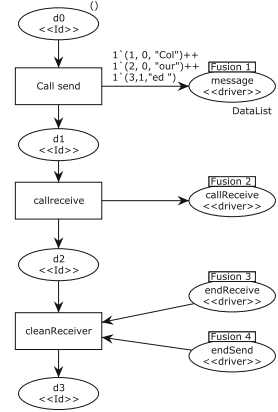 ()
d0
<<Id>>
1`(1, 0, "Col")++
1`(2, 0, "our")++
1`(3,1,"ed ")
Fusion 1
Call send
message
<<driver>>
DataList
d1
<<Id>>
Fusion 2
callreceive
callReceive
<<driver>>
d2
<<Id>>
Fusion 3
endReceive
<<driver>>
cleanReceiver
Fusion 4
endSend
<<driver>>
d3
<<Id>>